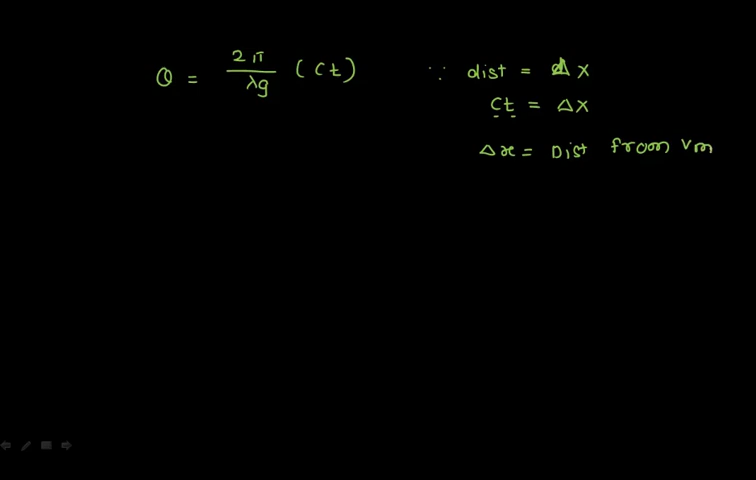 θ = 2π / λg (ct) ∵ dist = Δx
ct = Δx
Δx = Dist from Vm